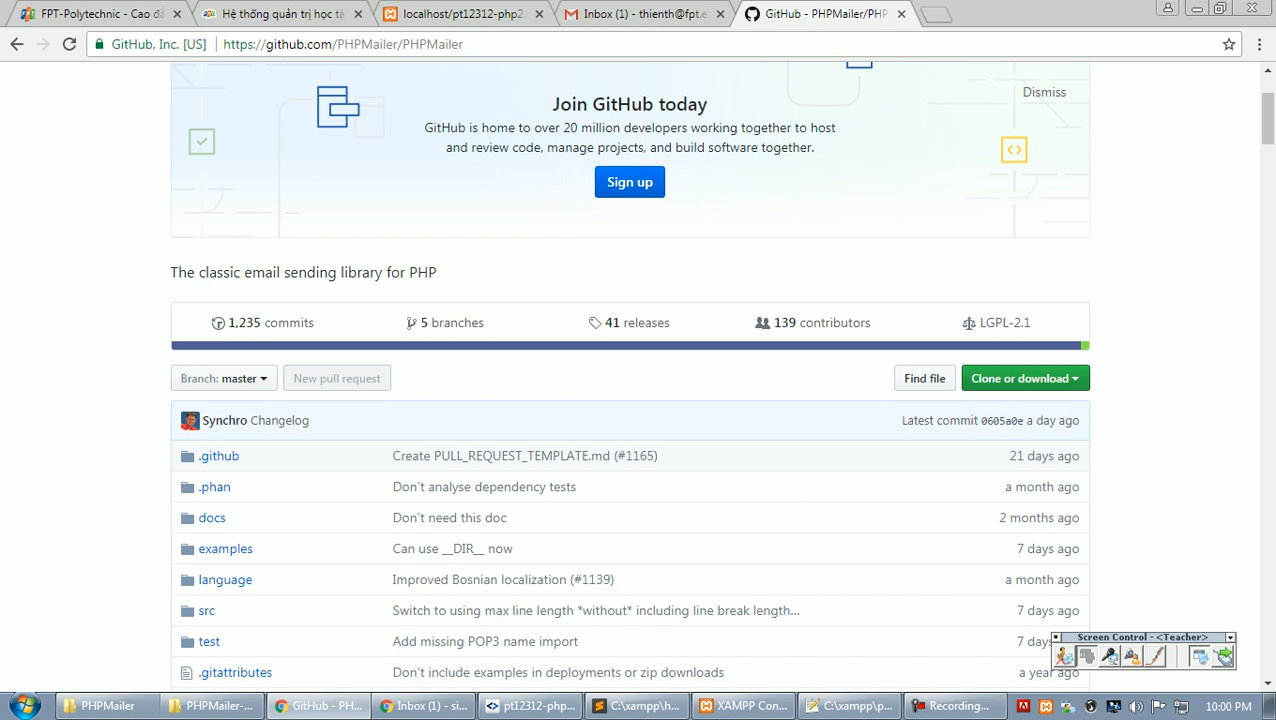 FPT-Polytechnic - Cao đẳ
Hệ thống quản trị học tậ
localhost/pt12312-php2
Inbox (1) - thienth@fpt.e
GitHub - PHPMailer/PHP
GitHub, Inc. [US]
https://github.com/PHPMailer/PHPMailer
Join GitHub today
Dismiss
GitHub is home to over 20 million developers working together to host
and review code, manage projects, and build software together.
Sign up
The classic email sending library for PHP
1,235 commits
5 branches
41 releases
139 contributors
LGPL-2.1
Branch: master
New pull request
Find file
Clone or download
Synchro Changelog
Latest commit 0605a0e a day ago
.github
Create PULL_REQUEST_TEMPLATE.md (#1165)
21 days ago
.phan
Don't analyse dependency tests
a month ago
docs
Don't need this doc
2 months ago
examples
Can use __DIR__ now
7 days ago
language
Improved Bosnian localization (#1139)
a month ago
src
Switch to using max line length *without* including line break length...
7 days ago
test
Add missing POP3 name import
7 days
Screen Control - <Teacher>
.gitattributes
Don't include examples in deployments or zip downloads
a year ago
PHPMailer
PHPMailer-...
GitHub - PH...
Inbox (1) - si...
pt12312-php...
C:\xampp\h...
XAMPP Con...
C:\xampp\p...
Recording...
10:00 PM